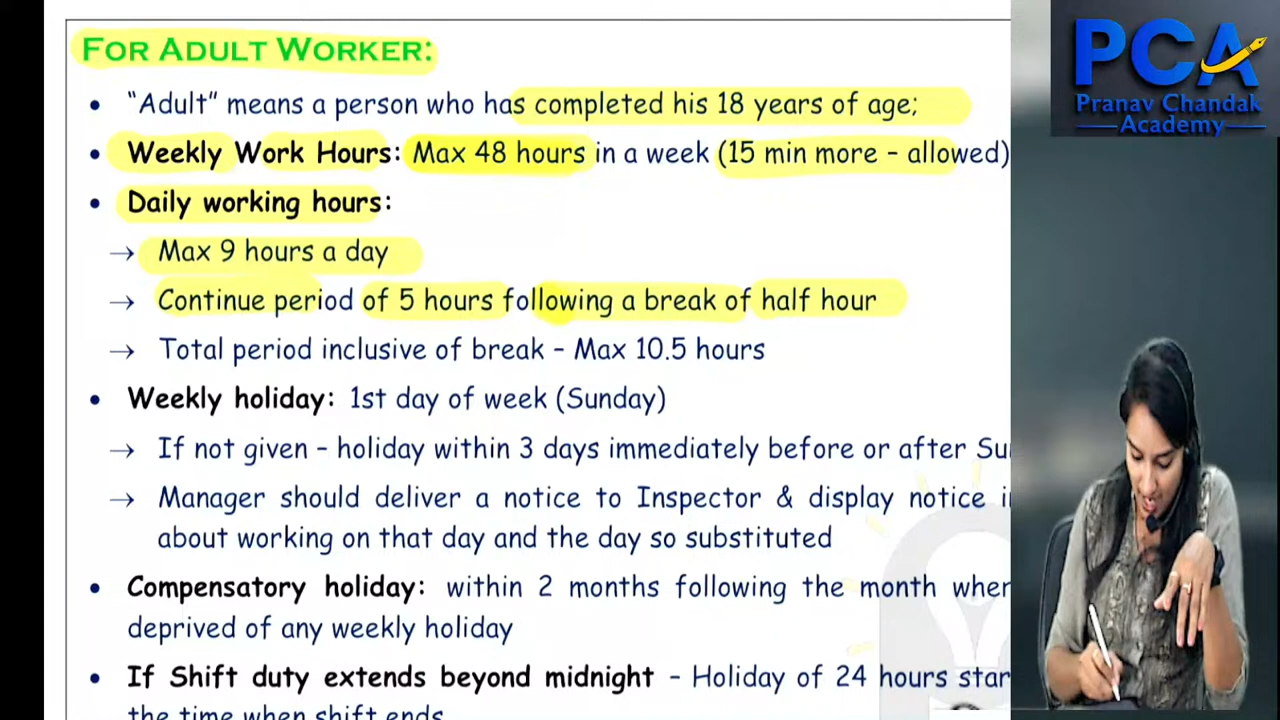 FOR ADULT WORKER:
• "Adult" means a person who has completed his 18 years of age;
• Weekly Work Hours: Max 48 hours in a week (15 min more – allowed)
• Daily working hours:
→ Max 9 hours a day
→ Continue period of 5 hours following a break of half hour
→ Total period inclusive of break – Max 10.5 hours
• Weekly holiday: 1st day of week (Sunday)
→ If not given – holiday within 3 days immediately before or after
→ Manager should deliver a notice to Inspector & display notice
about working on that day and the day so substituted
• Compensatory holiday: within 2 months following the month
deprived of any weekly holiday
• If Shift duty extends beyond midnight – Holiday of 24 hours
the time when shift ends
PCA
Pranav Chandak
Academy